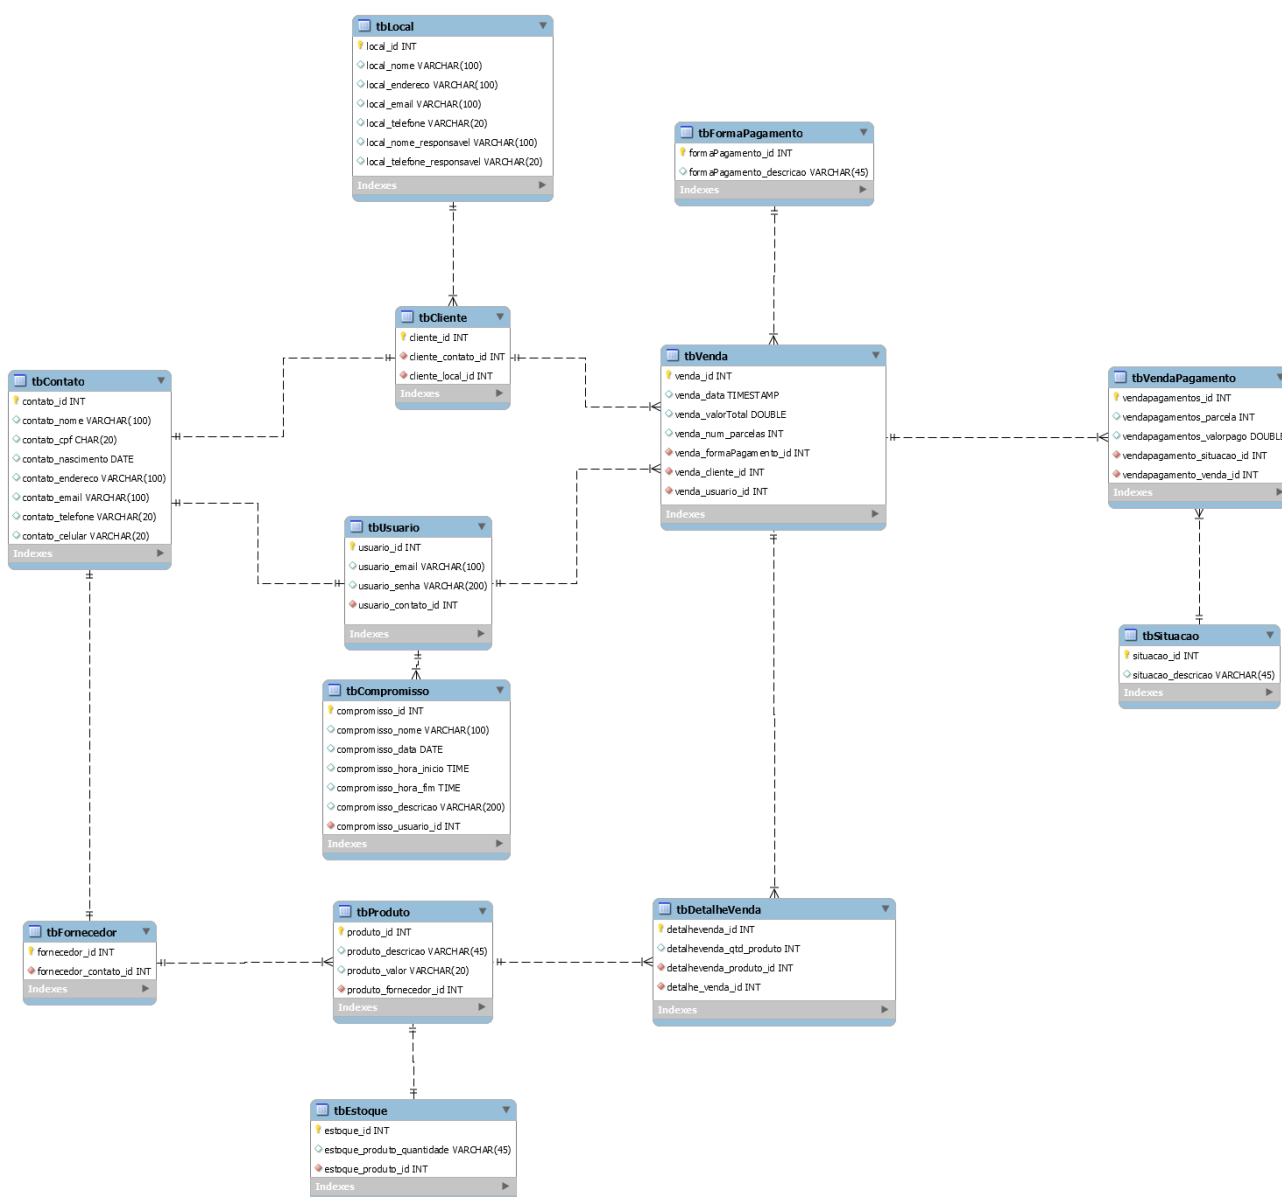 tbLocal
local_id INT
local_nome VARCHAR(100)
local_endereco VARCHAR(100)
local_email VARCHAR(100)
local_telefone VARCHAR(20)
local_nome_responsavel VARCHAR(100)
local_telefone_responsavel VARCHAR(20)
Indexes
tbFormaPagamento
formaPagamento_id INT
formaPagamento_descricao VARCHAR(45)
Indexes
tbCliente
cliente_id INT
cliente_contato_id INT
cliente_local_id INT
Indexes
tbVenda
venda_id INT
venda_data TIMESTAMP
venda_valorTotal DOUBLE
venda_num_parcelas INT
venda_formaPagamento_id INT
venda_cliente_id INT
venda_usuario_id INT
Indexes
tbVendaPagamento
vendapagamentos_id INT
vendapagamentos_parcela INT
vendapagamentos_valorpago DOUBLE
vendapagamento_situacao_id INT
vendapagamento_venda_id INT
Indexes
tbContato
contato_id INT
contato_nome VARCHAR(100)
contato_cpf CHAR(20)
contato_nascimento DATE
contato_endereco VARCHAR(100)
contato_email VARCHAR(100)
contato_telefone VARCHAR(20)
contato_celular VARCHAR(20)
Indexes
tbUsuario
usuario_id INT
usuario_email VARCHAR(100)
usuario_senha VARCHAR(200)
usuario_contato_id INT
Indexes
tbSituacao
situacao_id INT
situacao_descricao VARCHAR(45)
Indexes
tbCompromisso
compromisso_id INT
compromisso_nome VARCHAR(100)
compromisso_data DATE
compromisso_hora_inicio TIME
compromisso_hora_fim TIME
compromisso_descricao VARCHAR(200)
compromisso_usuario_id INT
Indexes
tbFornecedor
fornecedor_id INT
fornecedor_contato_id INT
Indexes
tbProduto
produto_id INT
produto_descricao VARCHAR(45)
produto_valor VARCHAR(20)
produto_fornecedor_id INT
Indexes
tbDetalheVenda
detalhevenda_id INT
detalhevenda_qtd_produto INT
detalhevenda_produto_id INT
detalhe_venda_id INT
Indexes
tbEstoque
estoque_id INT
estoque_produto_quantidade VARCHAR(45)
estoque_produto_id INT
Indexes